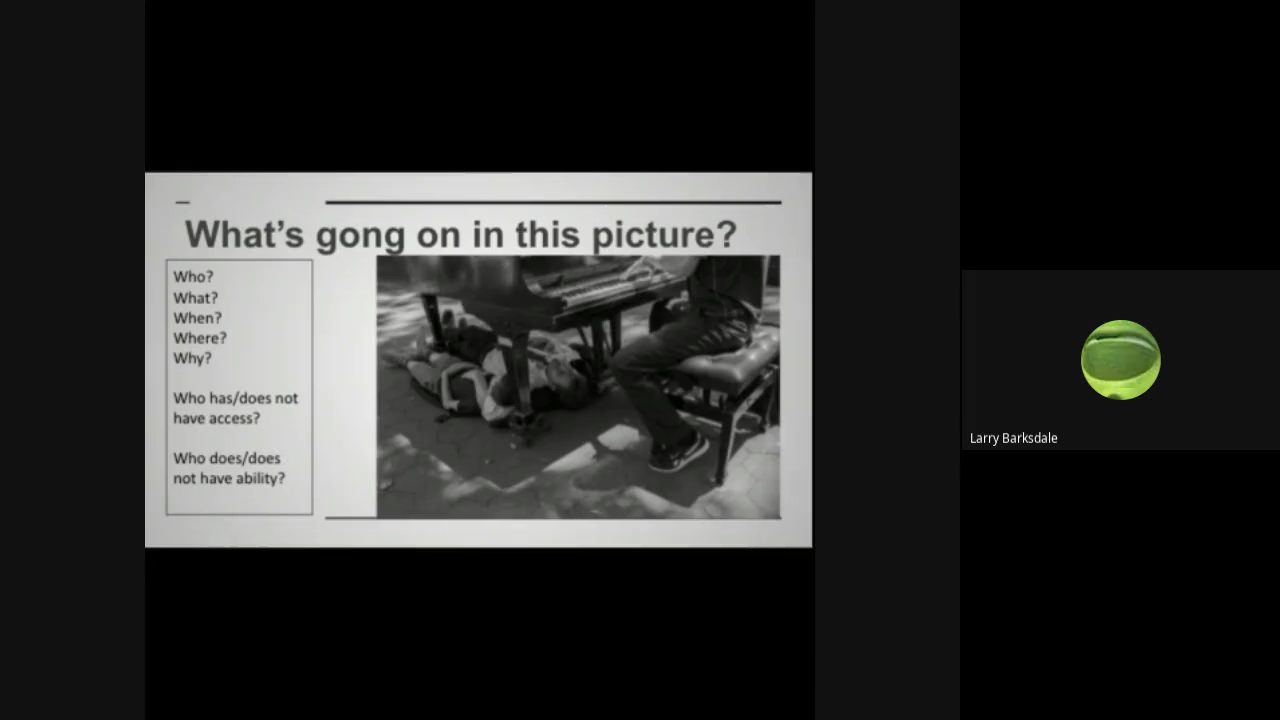 What's gong on in this picture?
Who?
What?
When?
Where?
Why?
Who has/does not
have access?
Who does/does
not have ability?
Larry Barksdale